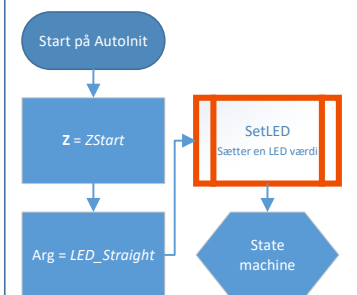 Start på AutoInit
Z = ZStart
Arg = LED_Straight
SetLED
Sætter en LED værdi
State
machine